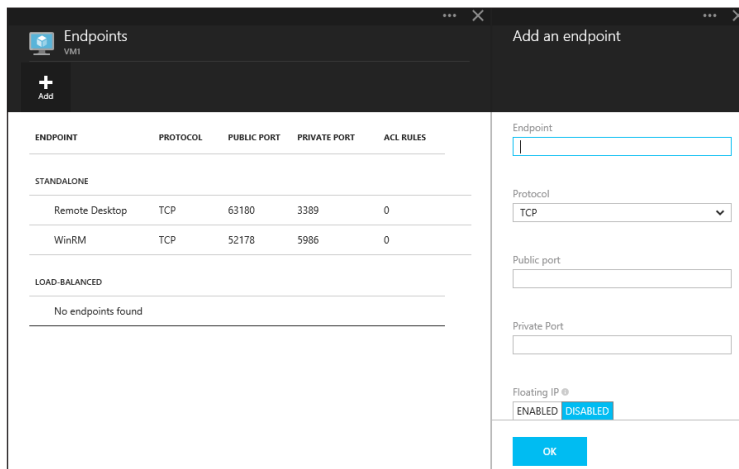 Endpoints
VM1
Add
ENDPOINT PROTOCOL PUBLIC PORT PRIVATE PORT ACL RULES
STANDALONE
Remote Desktop TCP 63180 3389 0
WinRM TCP 52178 5986 0
LOAD-BALANCED
No endpoints found
Add an endpoint
Endpoint
Protocol
TCP
Public port
Private Port
Floating IP
ENABLED DISABLED
OK